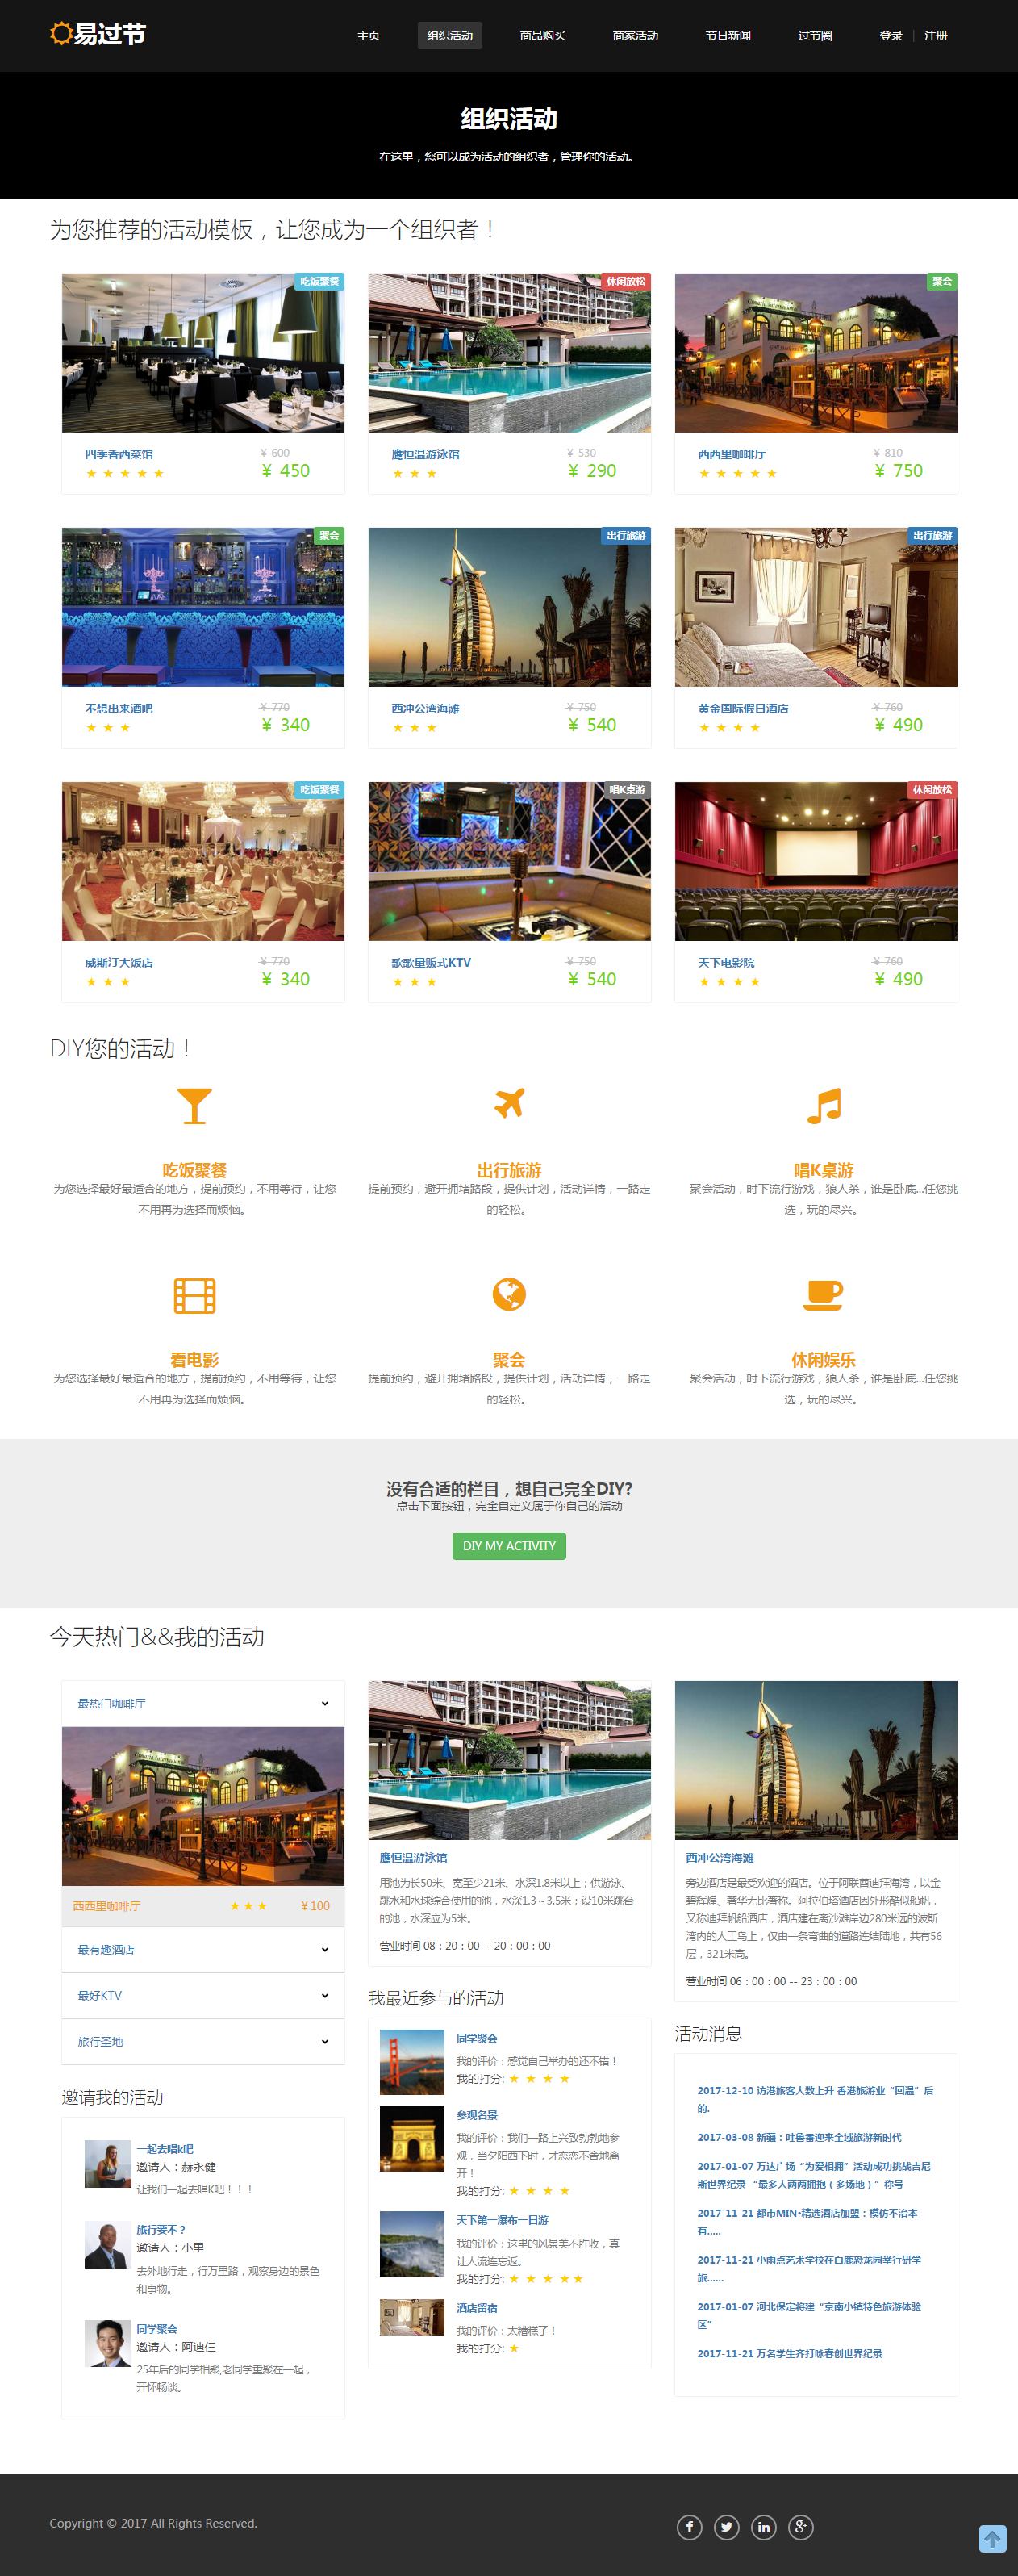 易过节
主页 组织活动 商品购买 商家活动 节日新闻 过节圈 登录 | 注册
组织活动
在这里，您可以成为活动的组织者，管理你的活动。
为您推荐的活动模板，让您成为一个组织者！
吃饭聚餐
四季香西菜馆
¥ 600
¥ 450
休闲放松
鹰恒温游泳馆
¥ 530
¥ 290
聚会
西西里咖啡厅
¥ 810
¥ 750
聚会
不想出来酒吧
¥ 770
¥ 340
出行旅游
西冲公湾海滩
¥ 750
¥ 540
出行旅游
黄金国际假日酒店
¥ 760
¥ 490
吃饭聚餐
威斯汀大饭店
¥ 770
¥ 340
唱K桌游
歌歌量贩式KTV
¥ 750
¥ 540
休闲放松
天下电影院
¥ 760
¥ 490
DIY您的活动！
吃饭聚餐
为您选择最好最适合的地方，提前预约，不用等待，让您
不用再为选择而烦恼。
出行旅游
提前预约，避开拥堵路段，提供计划，活动详情，一路走
的轻松。
唱K桌游
聚会活动，时下流行游戏，狼人杀，谁是卧底...任您挑
选，玩的尽兴。
看电影
为您选择最好最适合的地方，提前预约，不用等待，让您
不用再为选择而烦恼。
聚会
提前预约，避开拥堵路段，提供计划，活动详情，一路走
的轻松。
休闲娱乐
聚会活动，时下流行游戏，狼人杀，谁是卧底...任您挑
选，玩的尽兴。
没有合适的栏目，想自己完全DIY?
点击下面按钮，完全自定义属于你自己的活动
DIY MY ACTIVITY
今天热门&&我的活动
最热门咖啡厅
西西里咖啡厅 ★★★ ¥100
最有趣酒店
最好KTV
旅行圣地
邀请我的活动
一起去唱k吧
邀请人：赫永健
让我们一起去唱K吧！！！
旅行要不？
邀请人：小里
去外地行走，行万里路，观察身边的景色
和事物。
同学聚会
邀请人：阿迪仨
25年后的同学相聚,老同学重聚在一起，
开怀畅谈。
鹰恒温游泳馆
用池为长50米、宽至少21米、水深1.8米以上；供游泳、
跳水和水球综合使用的池，水深1.3～3.5米；设10米跳台
的池，水深应为5米。
营业时间 08：20：00 -- 20：00：00
我最近参与的活动
同学聚会
我的评价：感觉自己举办的还不错！
我的打分: ★ ★ ★ ★
参观名景
我的评价：我们一路上兴致勃勃地参
观，当夕阳西下时，才恋恋不舍地离
开！
我的打分: ★ ★ ★ ★
天下第一瀑布一日游
我的评价：这里的风景美不胜收，真
让人流连忘返。
我的打分: ★ ★ ★ ★★
酒店留宿
我的评价：太糟糕了！
我的打分: ★
西冲公湾海滩
旁边酒店是最受欢迎的酒店。位于阿联酋迪拜海湾，以金
碧辉煌、奢华无比著称。阿拉伯塔酒店因外形酷似船帆，
又称迪拜帆船酒店，酒店建在离沙滩岸边280米远的波斯
湾内的人工岛上，仅由一条弯曲的道路连结陆地，共有56
层，321米高。
营业时间 06：00：00 -- 23：00：00
活动消息
2017-12-10 访港旅客人数上升 香港旅游业“回温”后
的.
2017-03-08 新疆：吐鲁番迎来全域旅游新时代
2017-01-07 万达广场“为爱相拥”活动成功挑战吉尼
斯世界纪录 “最多人两两拥抱（多场地）”称号
2017-11-21 都市MIN•精选酒店加盟：模仿不治本
有.....
2017-11-21 小雨点艺术学校在白鹿恐龙园举行研学
旅......
2017-01-07 河北保定将建“京南小镇特色旅游体验
区”
2017-11-21 万名学生齐打咏春创世界纪录
Copyright © 2017 All Rights Reserved.